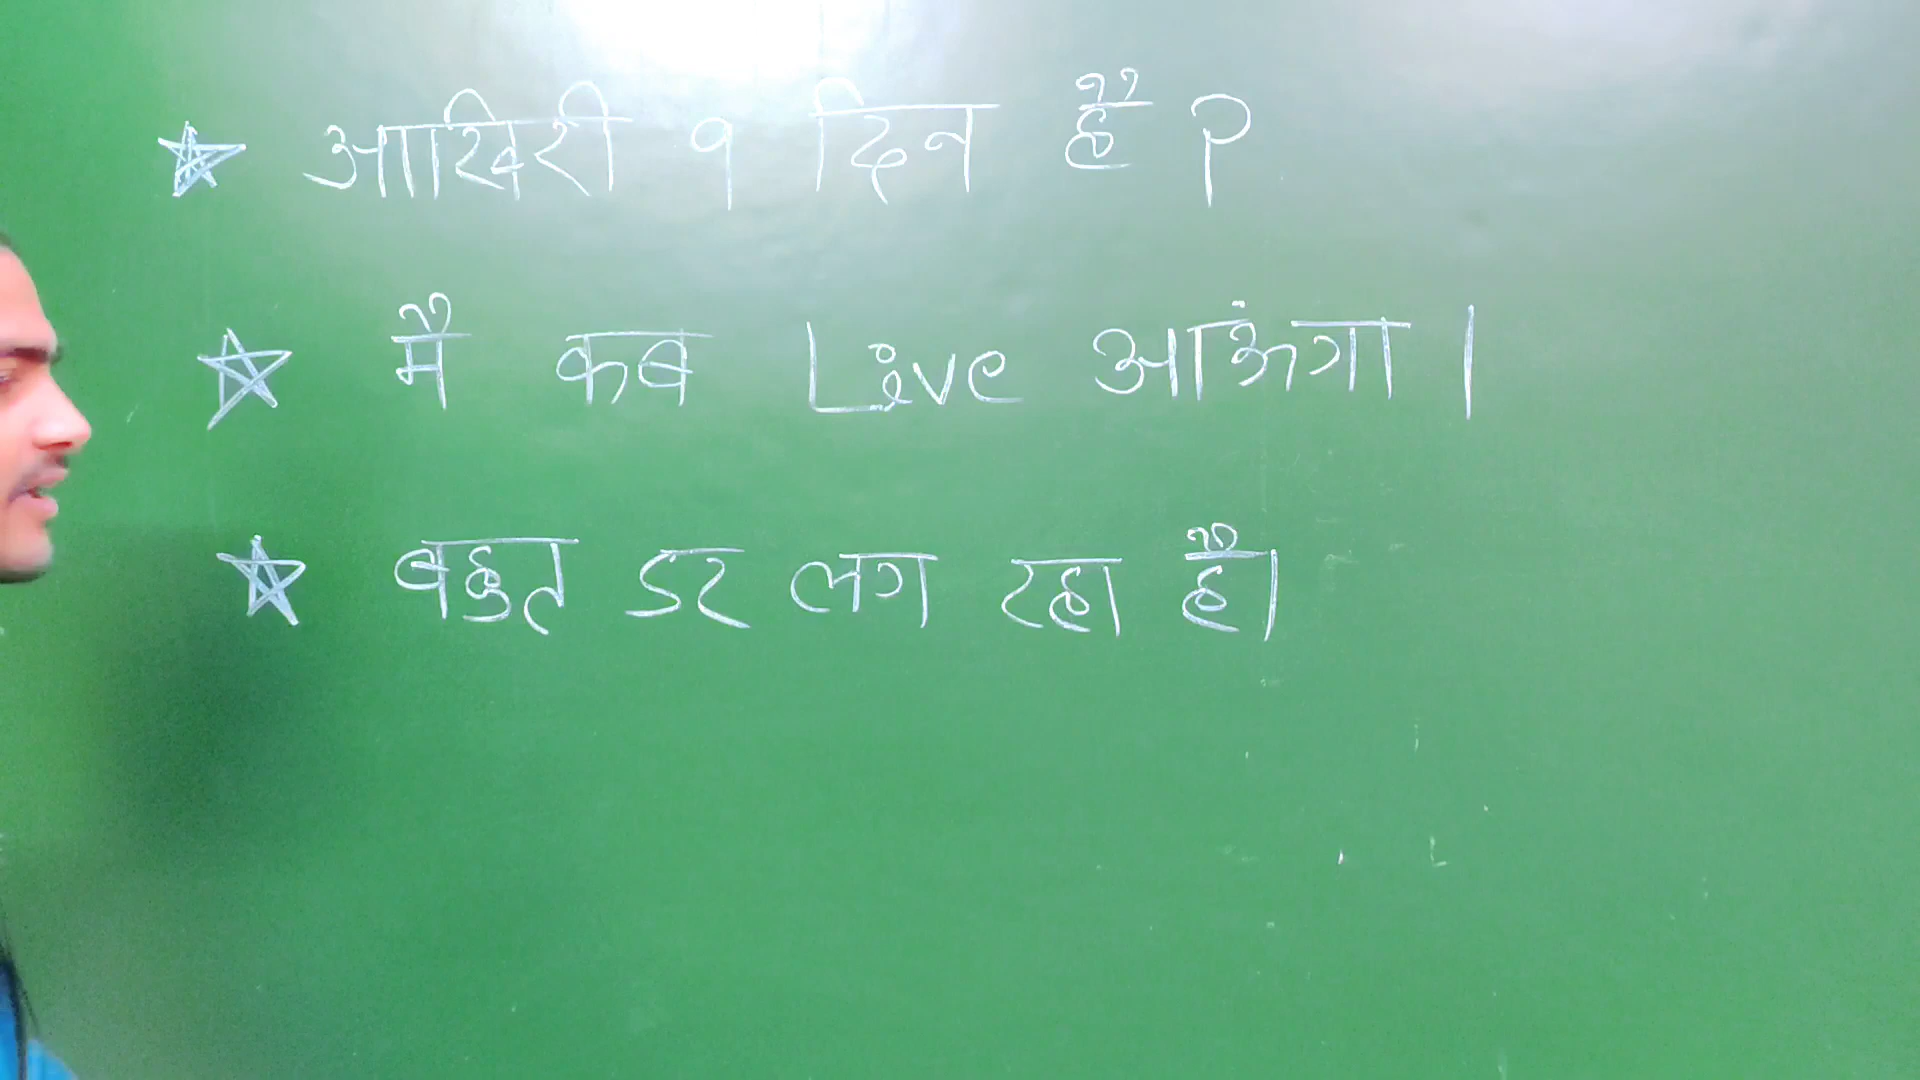 ★ आखिरी 9 दिन है ?
★ मै कब Live आऊंगा |
★ बहुत डर लग रहा है।